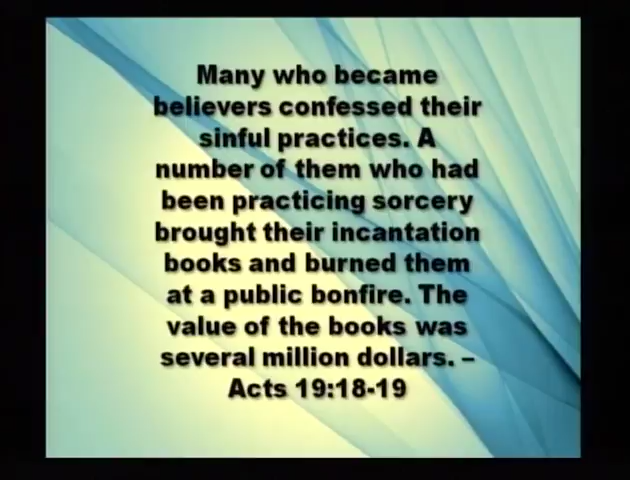 Many who became
believers confessed their
sinful practices. A
number of them who had
been practicing sorcery
brought their incantation
books and burned them
at a public bonfire. The
value of the books was
several million dollars. –
Acts 19:18-19